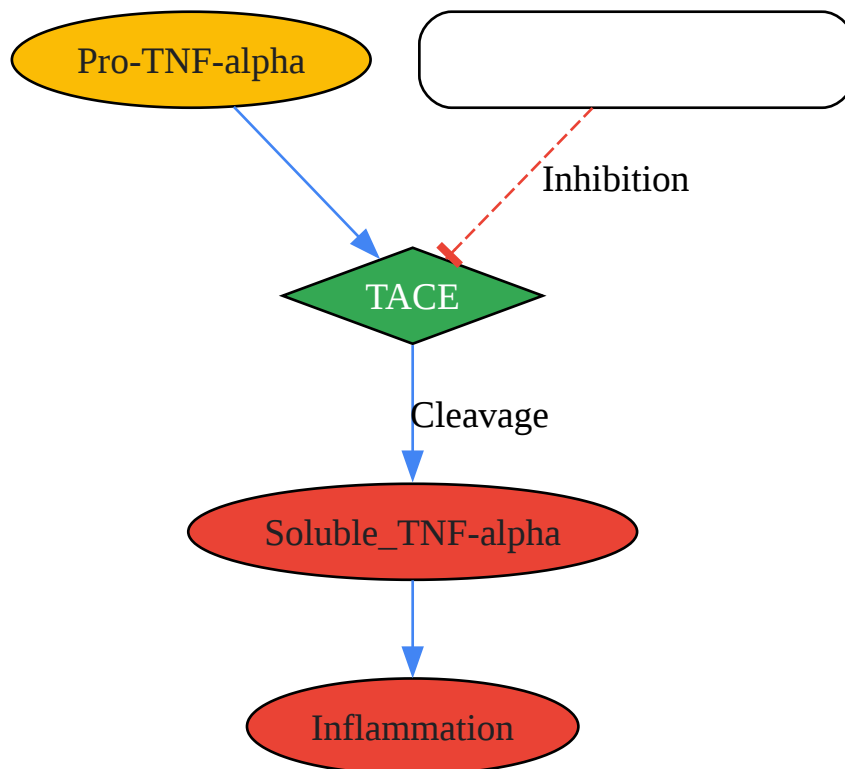 Pro-TNF-alpha
Inhibition
TACE
Cleavage
Soluble_TNF-alpha
Inflammation